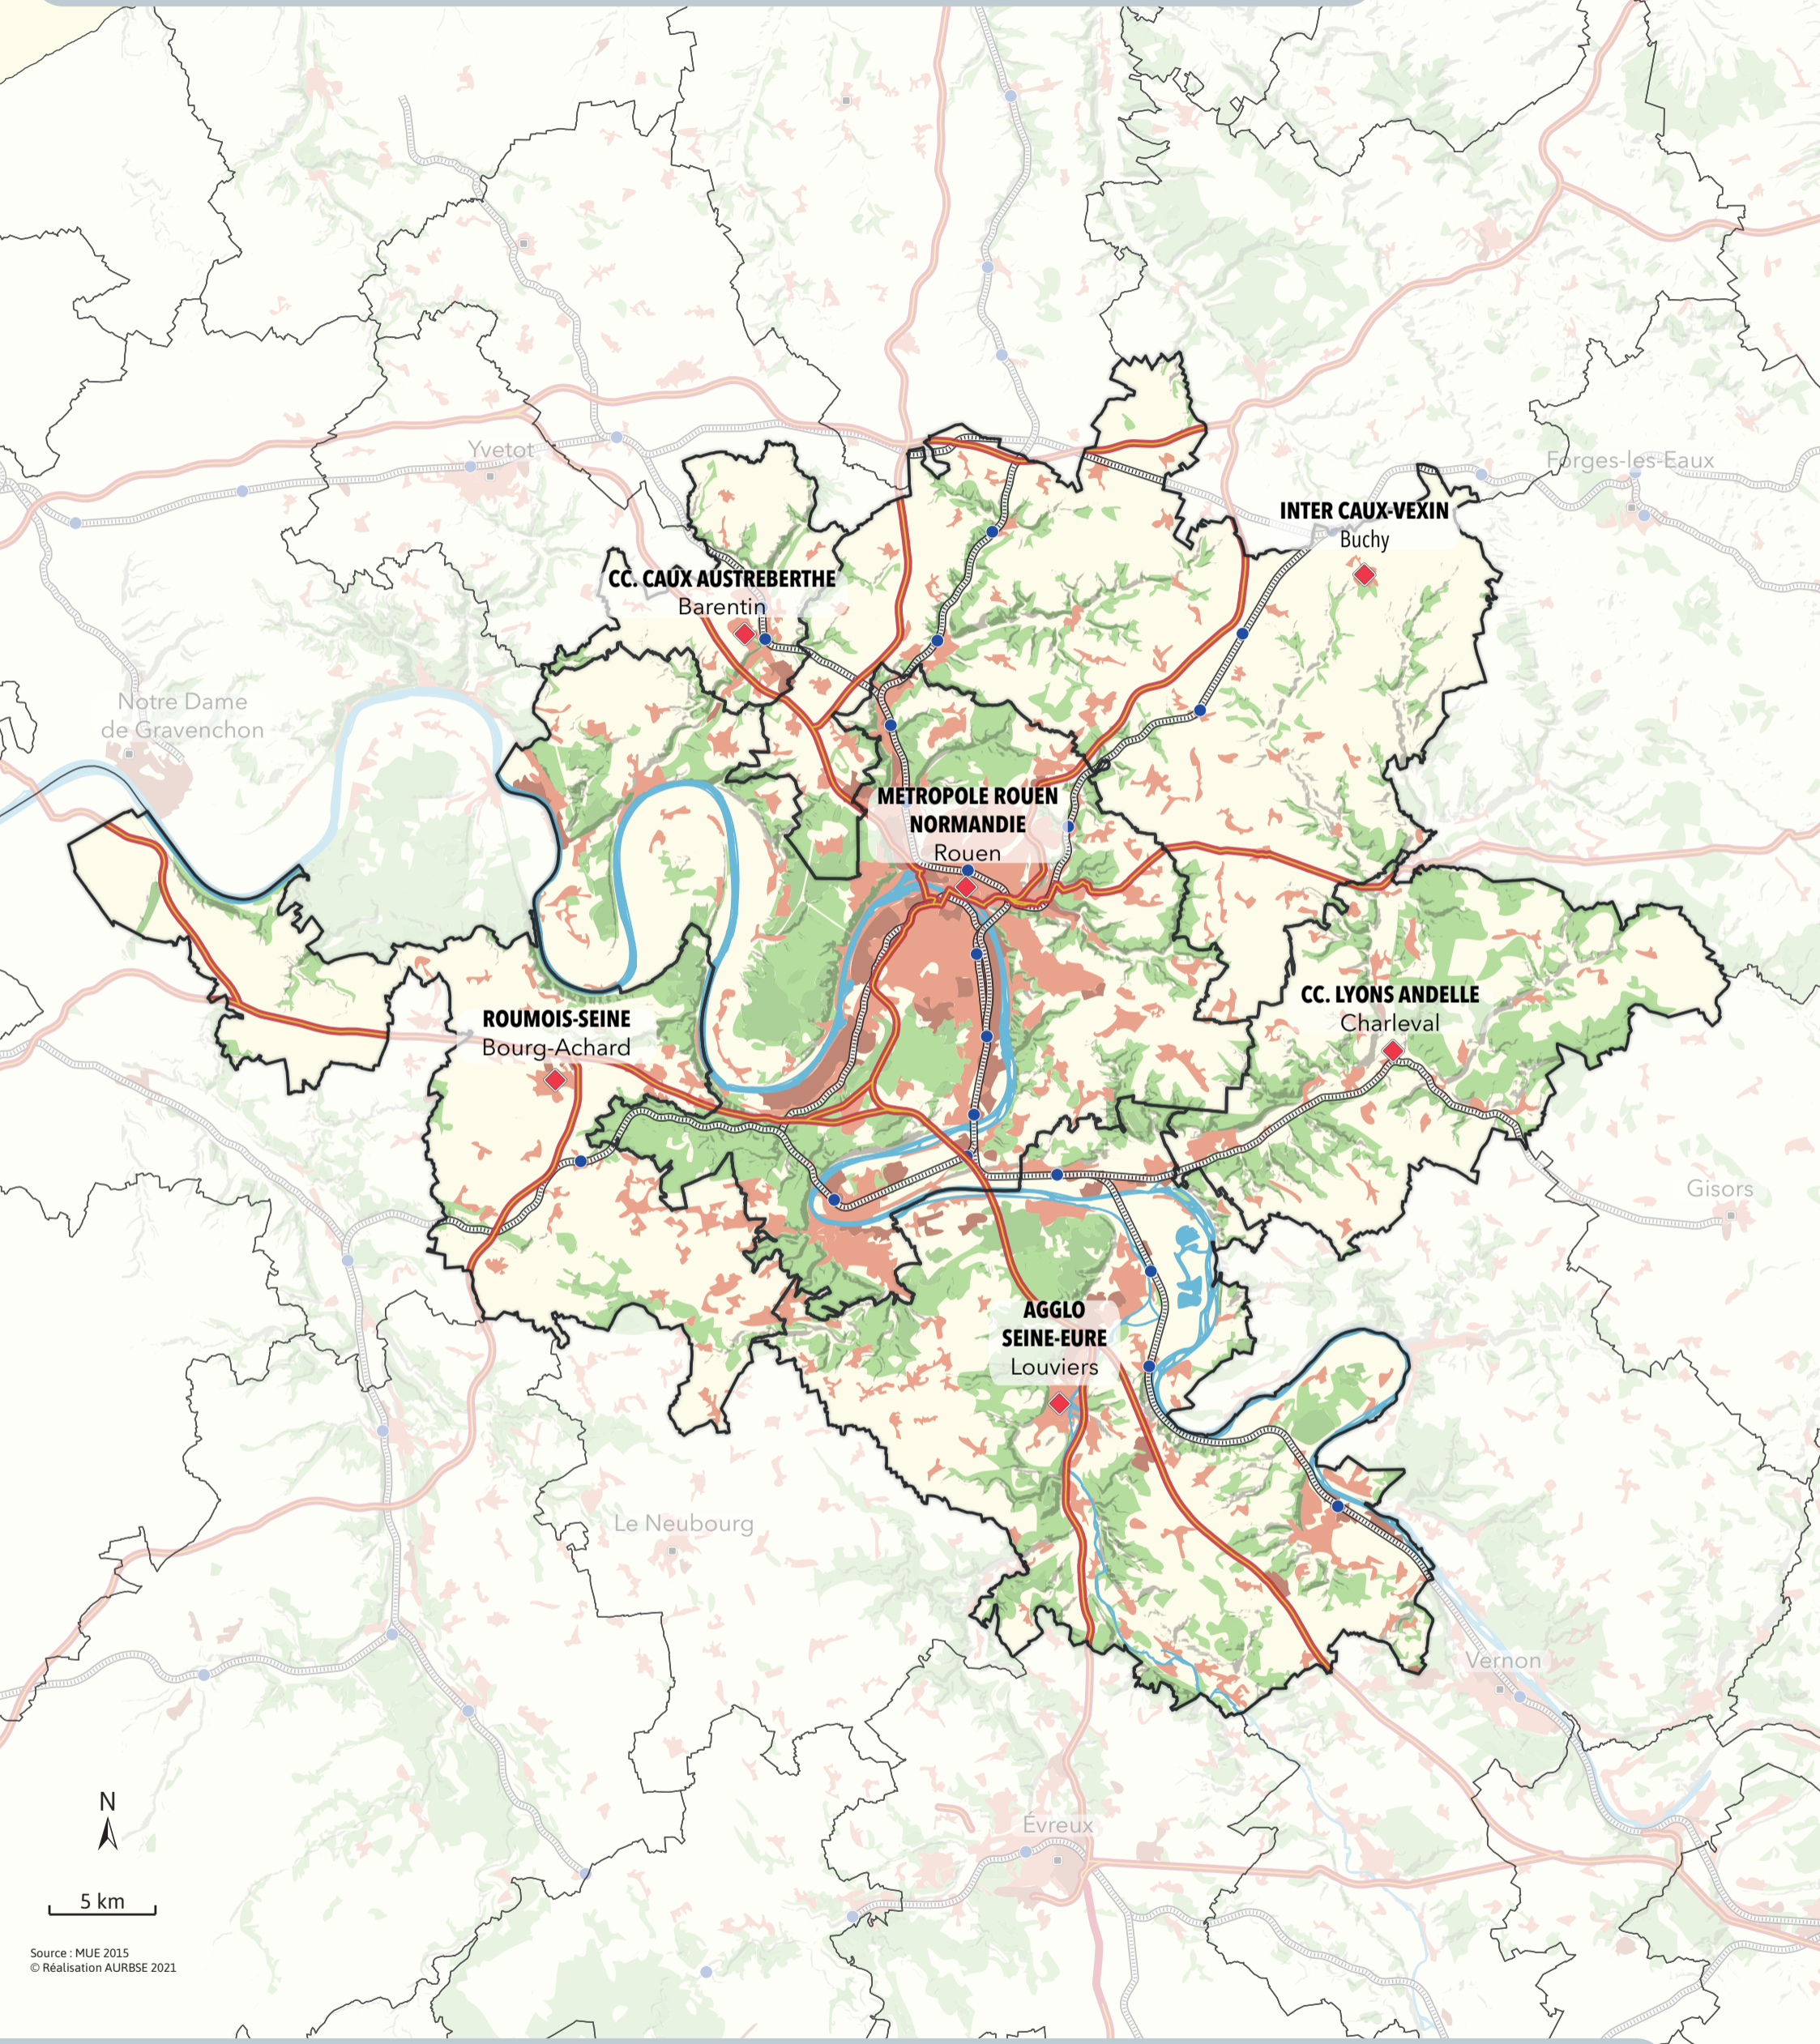 Yvetot
Forges-les-Eaux
INTER CAUX-VEXIN
Buchy
CC. CAUX AUSTREBERTHE
Barentin
Notre Dame
de Gravenchon
METROPOLE ROUEN
NORMANDIE
Rouen
CC. LYONS ANDELLE
Charleval
ROUMOIS-SEINE
Bourg-Achard
Gisors
AGGLO
SEINE-EURE
Louviers
Le Neubourg
Vernon
N
Évreux
5 km
Source : MUE 2015
© Réalisation AURBSE 2021